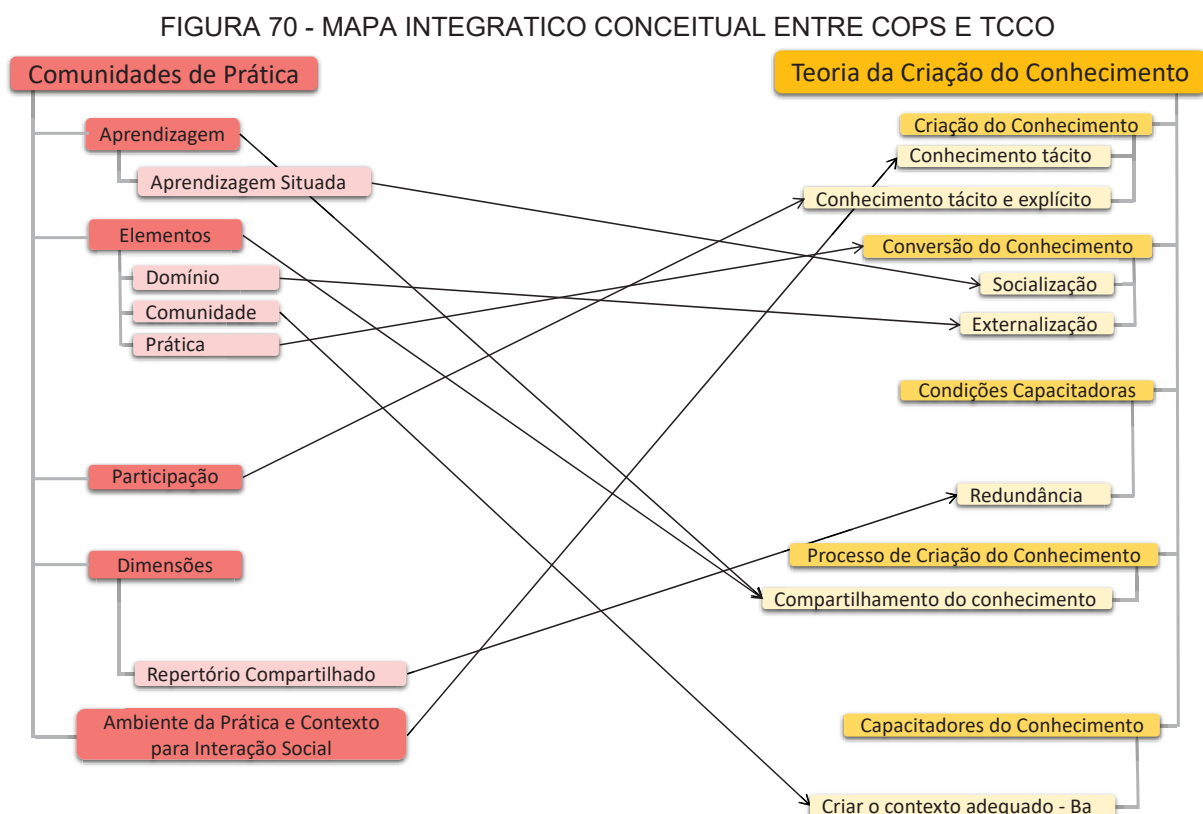 FIGURA 70 - MAPA INTEGRATICO CONCEITUAL ENTRE COPS E TCCO
Comunidades de Prática
Aprendizagem
Aprendizagem Situada
Elementos
Domínio
Comunidade
Prática
Participação
Dimensões
Repertório Compartilhado
Ambiente da Prática e Contexto
para Interação Social
Teoria da Criação do Conhecimento
Criação do Conhecimento
Conhecimento tácito
Conhecimento tácito e explícito
Conversão do Conhecimento
Socialização
Externalização
Condições Capacitadoras
Redundância
Processo de Criação do Conhecimento
Compartilhamento do conhecimento
Capacitadores do Conhecimento
Criar o contexto adequado - Ba